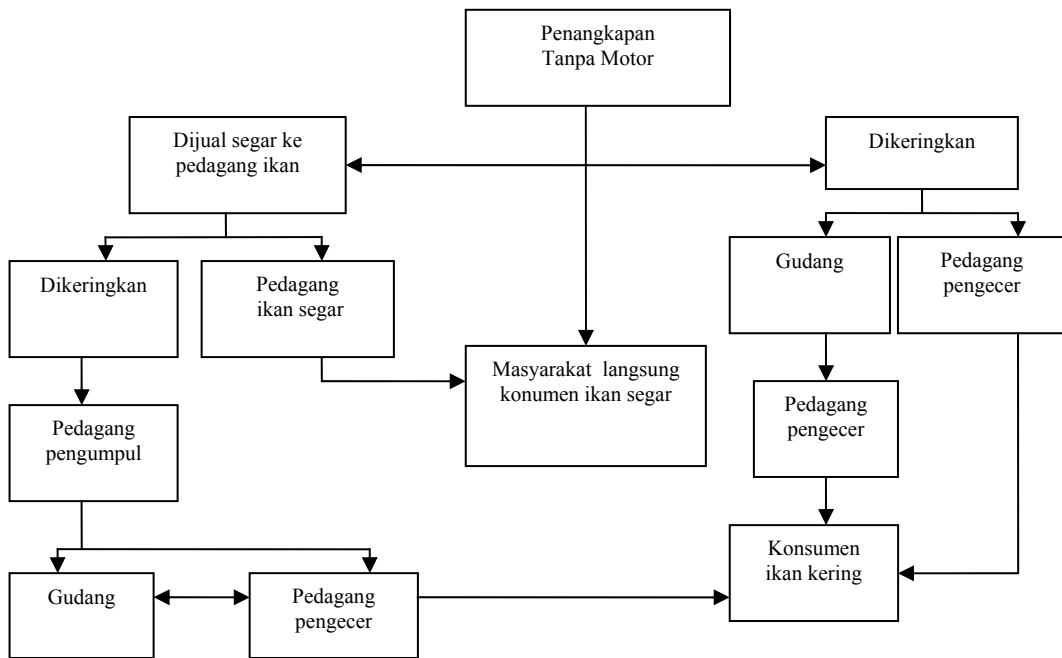 Penangkapan
Tanpa Motor
Dijual segar ke
pedagang ikan
Dikeringkan
Dikeringkan
Pedagang
ikan segar
Gudang
Pedagang
pengecer
Masyarakat langsung
konumen ikan segar
Pedagang
pengecer
Pedagang
pengumpul
Konsumen
ikan kering
Gudang
Pedagang
pengecer